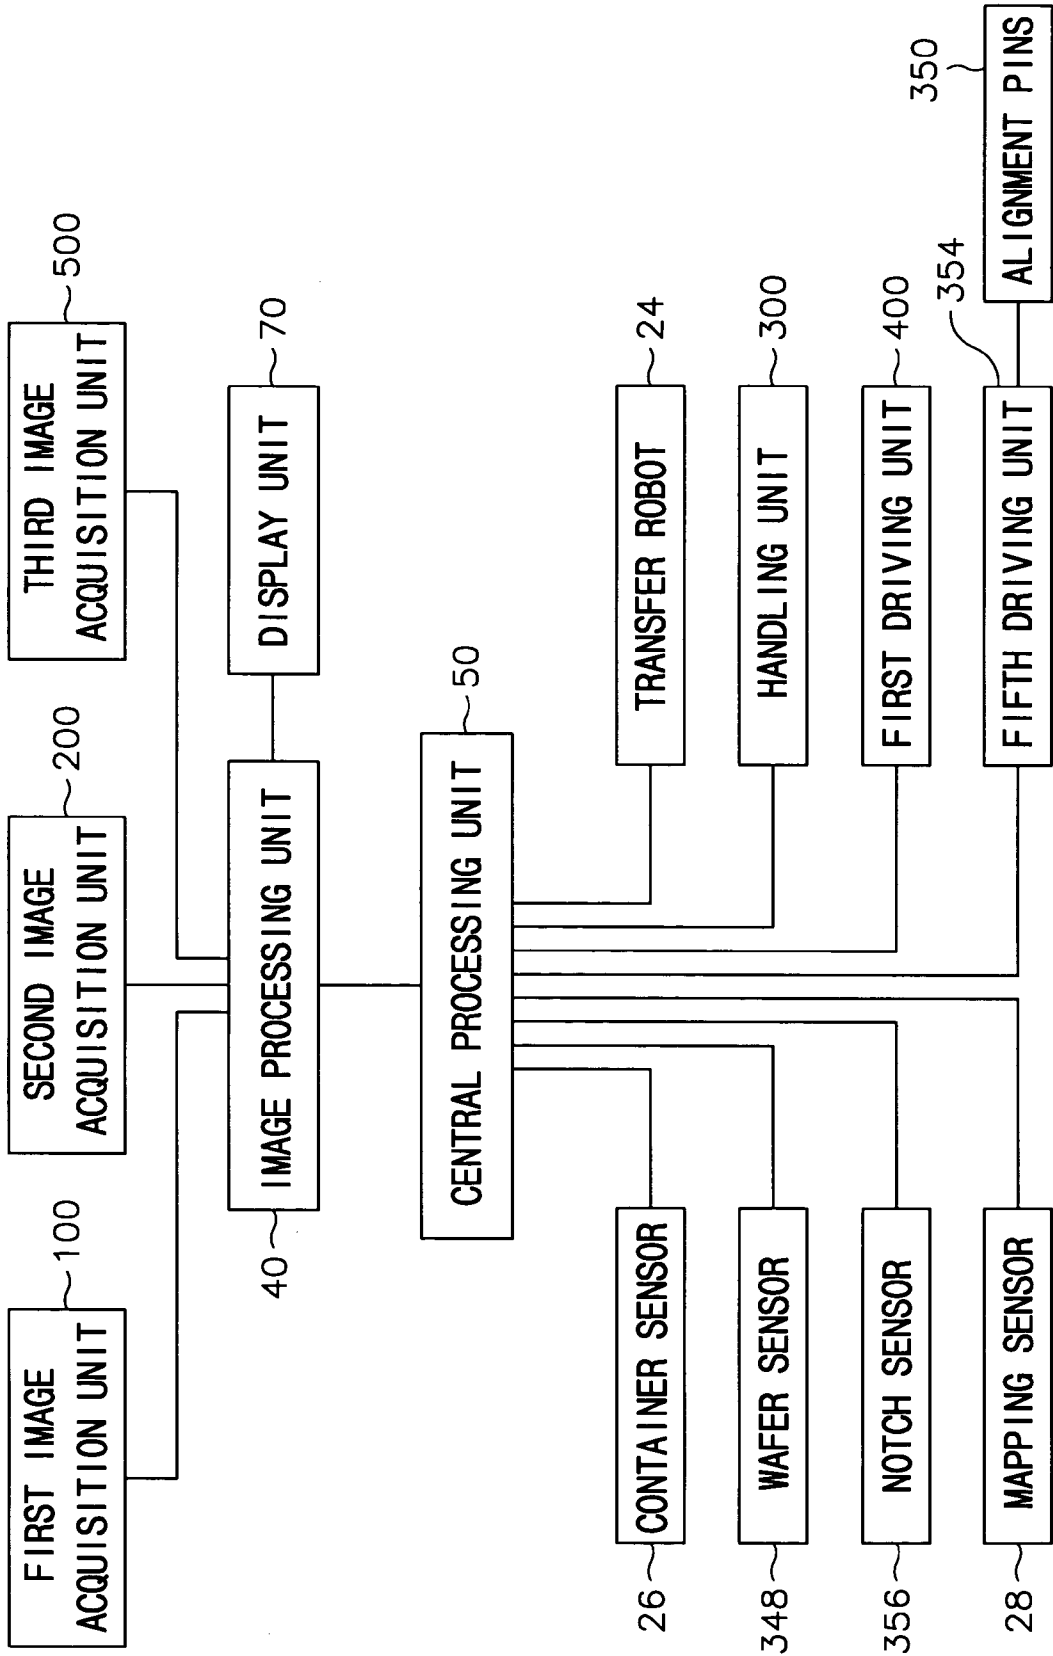 FIRST IMAGE
ACQUISITION UNIT
100
SECOND IMAGE
ACQUISITION UNIT
200
THIRD IMAGE
ACQUISITION UNIT
500
40
IMAGE PROCESSING UNIT
DISPLAY UNIT
70
CENTRAL PROCESSING UNIT
50
26
CONTAINER SENSOR
TRANSFER ROBOT
24
348
WAFER SENSOR
HANDLING UNIT
300
356
NOTCH SENSOR
FIRST DRIVING UNIT
400
28
MAPPING SENSOR
FIFTH DRIVING UNIT
354
ALIGNMENT PINS
350